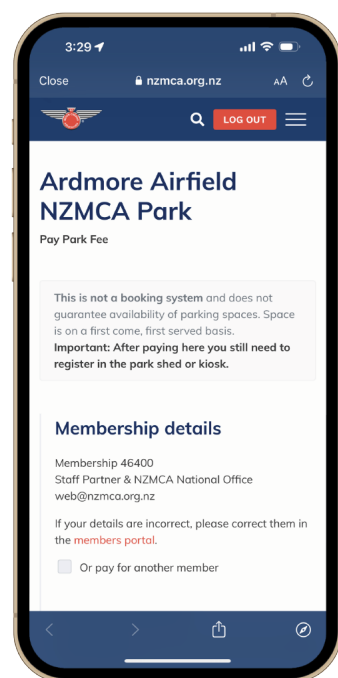 3:29
Close
nzmca.org.nz
AA
LOG OUT
Ardmore Airfield
NZMCA Park
Pay Park Fee
This is not a booking system and does not
guarantee availability of parking spaces. Space
is on a first come, first served basis.
Important: After paying here you still need to
register in the park shed or kiosk.
Membership details
Membership 46400
Staff Partner & NZMCA National Office
web@nzmca.org.nz
If your details are incorrect, please correct them in
the members portal.
Or pay for another member